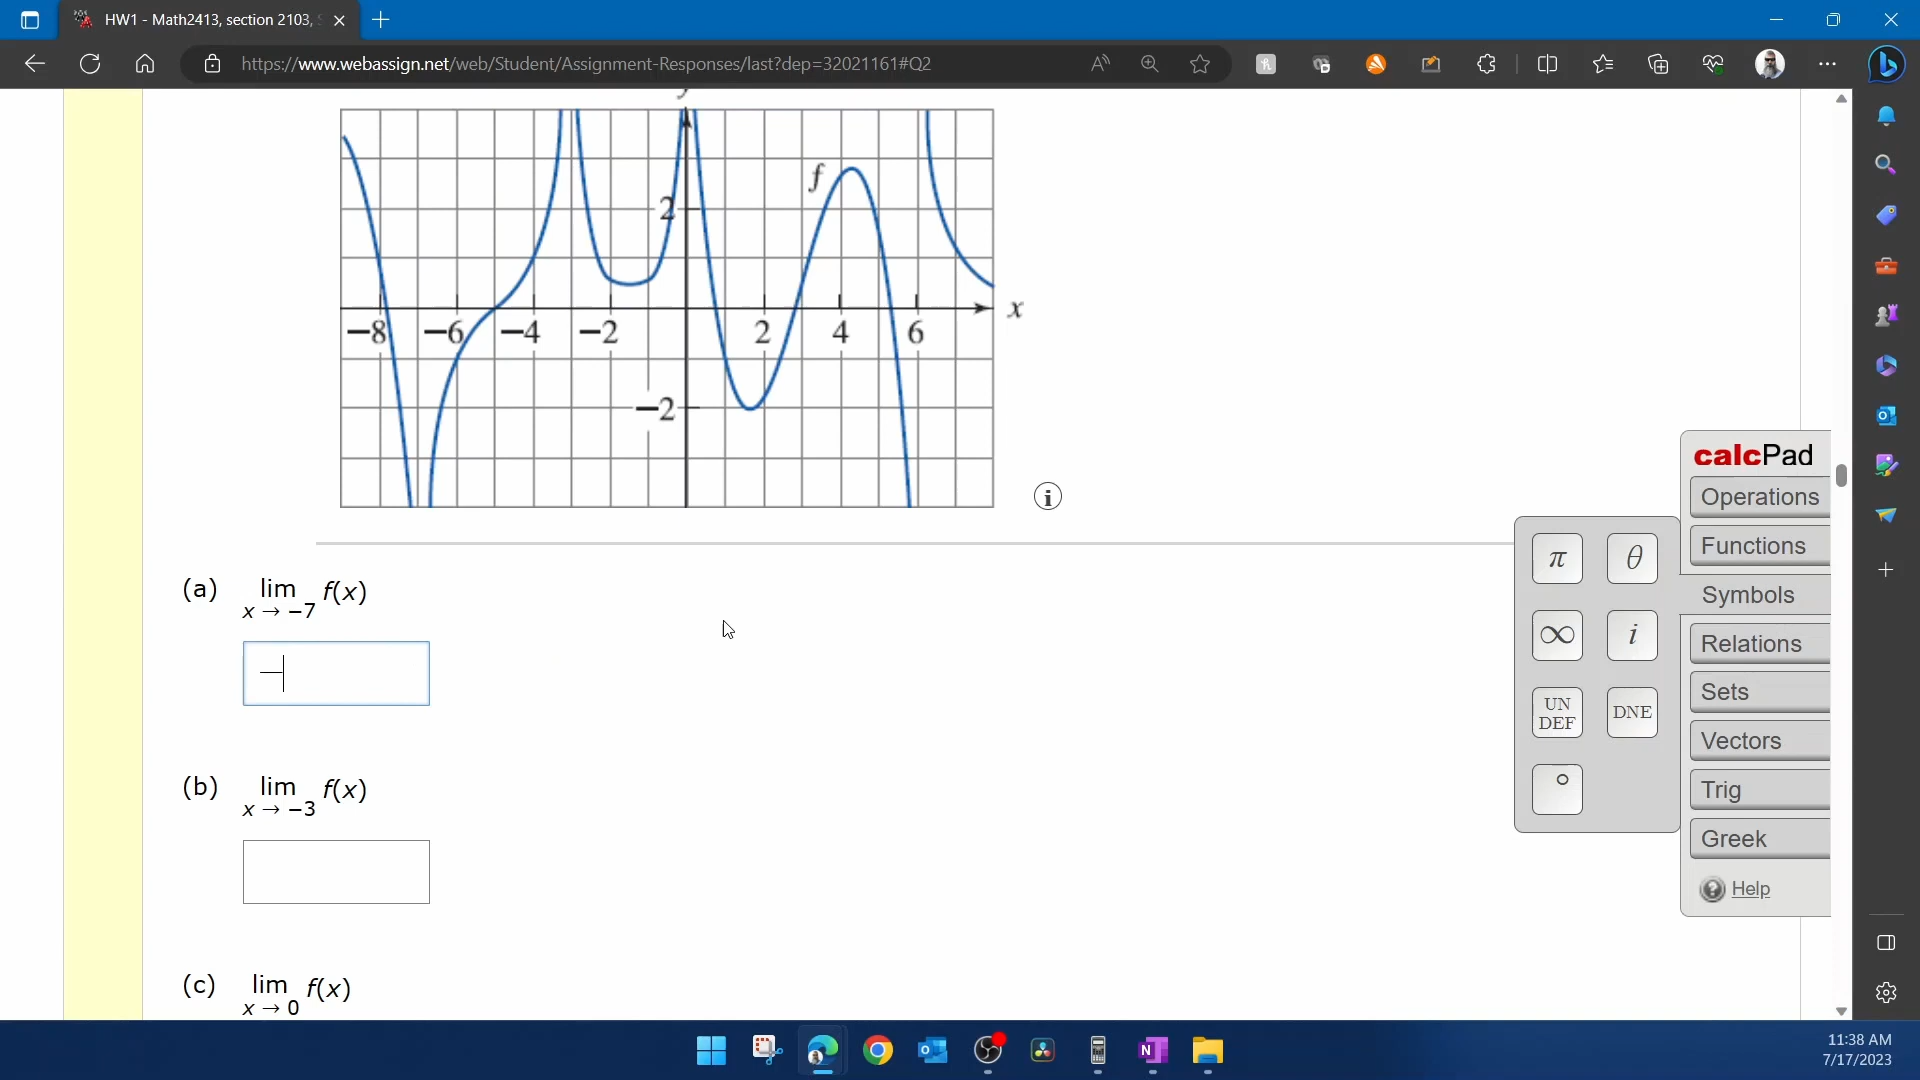 HW1 - Math2413, section 2103, S
https://www.webassign.net/web/Student/Assignment-Responses/last?dep=32021161#Q2
y
f
2
x
−8 −6 −4 −2 2 4 6
−2
(a) lim f(x)
x → −7
−
(b) lim f(x)
x → −3
(c) lim f(x)
x → 0
calcPad
Operations
Functions
Symbols
Relations
Sets
Vectors
Trig
Greek
Help
π θ
∞ i
UN DEF DNE
°
11:38 AM
7/17/2023